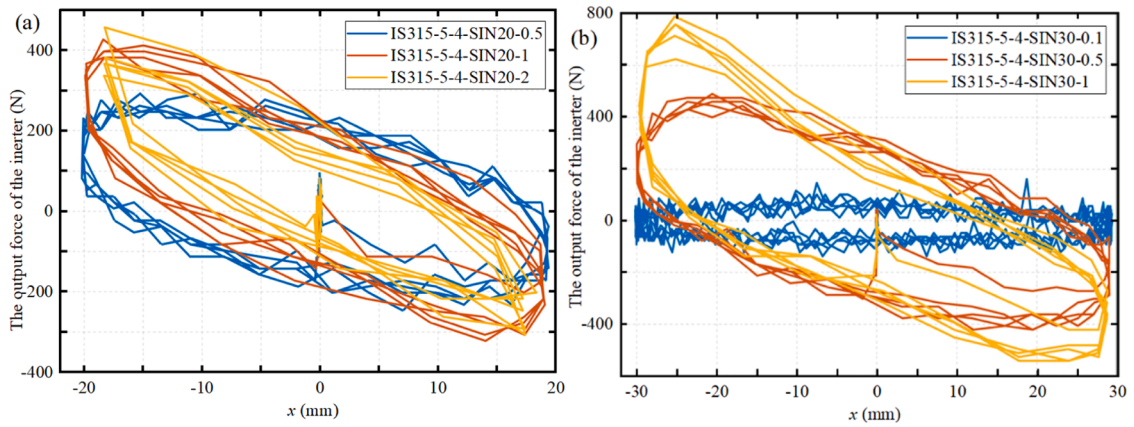 (a)
IS315-5-4-SIN20-0.5
IS315-5-4-SIN20-1
IS315-5-4-SIN20-2
The output force of the inerter (N)
400
200
0
-200
-400
-20
-10
0
10
20
x (mm)
(b)
IS315-5-4-SIN30-0.1
IS315-5-4-SIN30-0.5
IS315-5-4-SIN30-1
The output force of the inerter (N)
800
400
0
-400
-30
-20
-10
0
10
20
30
x (mm)